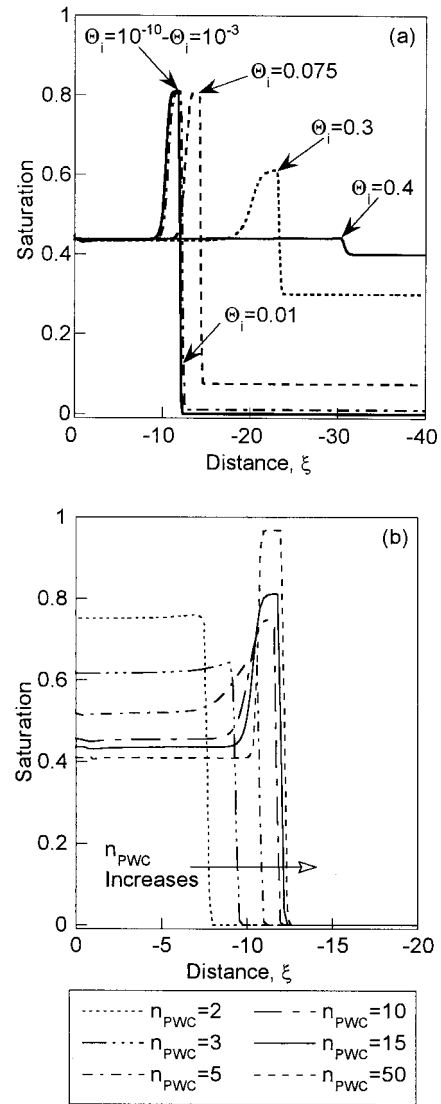 (a)
Θi=10-10-Θi=10-3
Θi=0.075
Θi=0.3
Θi=0.4
Θi=0.01
Saturation
1
0.8
0.6
0.4
0.2
0
0
-10
-20
-30
-40
Distance, ξ
(b)
Saturation
1
0.8
0.6
0.4
0.2
0
nPWC
Increases
0
-5
-10
-15
-20
Distance, ξ
nPWC=2
nPWC=10
nPWC=3
nPWC=15
nPWC=5
nPWC=50